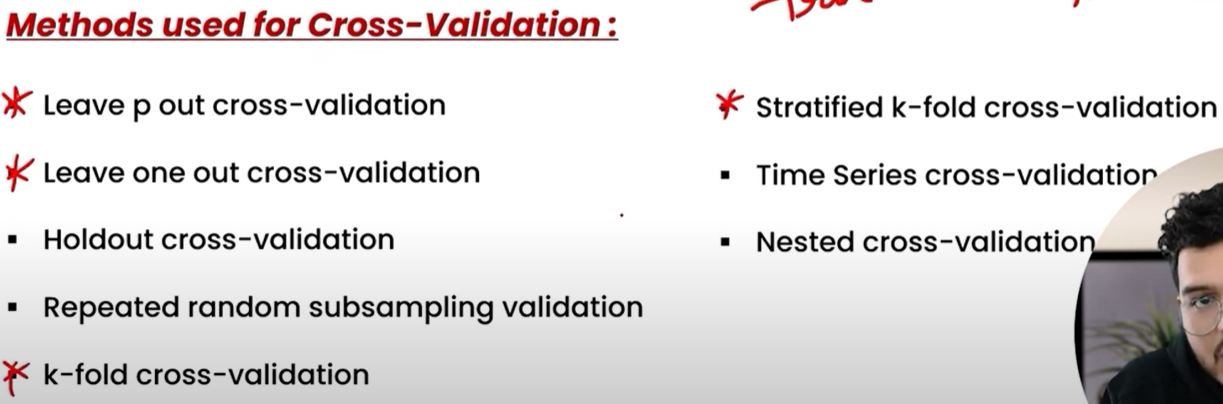 Methods used for Cross-Validation :
Leave p out cross-validation
Leave one out cross-validation
Holdout cross-validation
Repeated random subsampling validation
k-fold cross-validation
Stratified k-fold cross-validation
Time Series cross-validation
Nested cross-validation